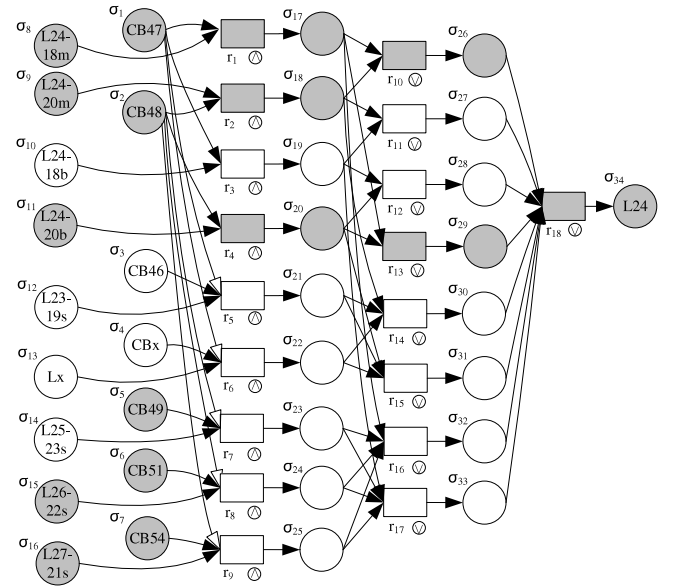 σ8
L24-
18m
σ1
CB47
r1
σ17
σ26
r10
σ9
L24-
20m
σ2
CB48
r2
σ18
σ27
r11
σ10
L24-
18b
r3
σ19
σ28
r12
σ34
L24
r18
σ11
L24-
20b
r4
σ20
σ29
r13
σ3
CB46
σ12
L23-
19s
r5
σ21
σ30
r14
σ4
CBx
σ13
Lx
r6
σ22
σ31
r15
σ5
CB49
σ14
L25-
23s
r7
σ23
σ32
r16
σ6
CB51
σ15
L26-
22s
r8
σ24
σ33
r17
σ7
CB54
σ16
L27-
21s
r9
σ25